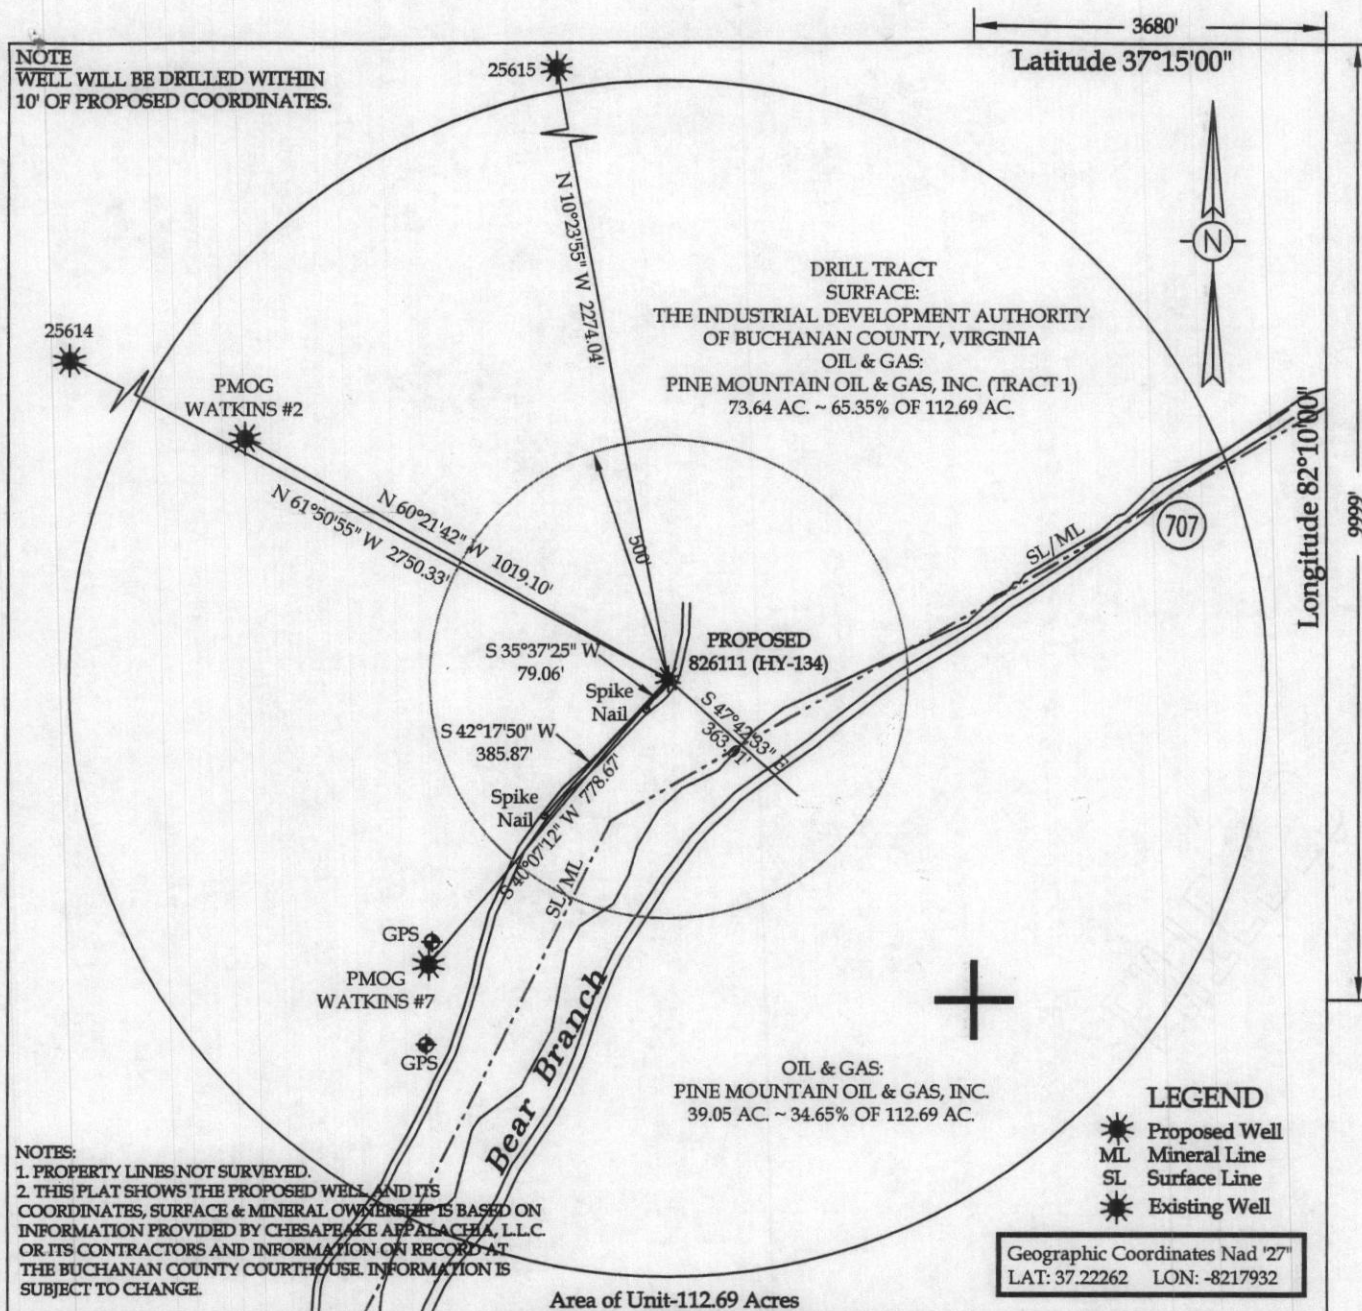 3680'
NOTE
WELL WILL BE DRILLED WITHIN
10' OF PROPOSED COORDINATES.
25615
Latitude 37°15'00"
N
N 10°23'55" W 2274.04'
DRILL TRACT
SURFACE:
THE INDUSTRIAL DEVELOPMENT AUTHORITY
OF BUCHANAN COUNTY, VIRGINIA
OIL & GAS:
PINE MOUNTAIN OIL & GAS, INC. (TRACT 1)
73.64 AC. ~ 65.35% OF 112.69 AC.
25614
PMOG
WATKINS #2
Longitude 82°10'00"
9999'
N 60°21'42" W 1019.10'
N 61°50'55" W 2750.33'
500'
SL/ML
707
PROPOSED
826111 (HY-134)
S 35°37'25" W
79.06'
Spike
Nail
S 47°42'33" E
S 42°17'50" W
385.87'
Spike
Nail
S 40°07'12" W 778.67'
SL/ML
GPS
PMOG
WATKINS #7
GPS
Bear Branch
OIL & GAS:
PINE MOUNTAIN OIL & GAS, INC.
39.05 AC. ~ 34.65% OF 112.69 AC.
LEGEND
Proposed Well
ML Mineral Line
SL Surface Line
Existing Well
NOTES:
1. PROPERTY LINES NOT SURVEYED.
2. THIS PLAT SHOWS THE PROPOSED WELL AND ITS
COORDINATES, SURFACE & MINERAL OWNERSHIP IS BASED ON
INFORMATION PROVIDED BY CHESAPEAKE APPALACHIA, L.L.C.
OR ITS CONTRACTORS AND INFORMATION ON RECORD AT
THE BUCHANAN COUNTY COURTHOUSE. INFORMATION IS
SUBJECT TO CHANGE.
Geographic Coordinates Nad '27"
LAT: 37.22262 LON: -8217932
Area of Unit-112.69 Acres